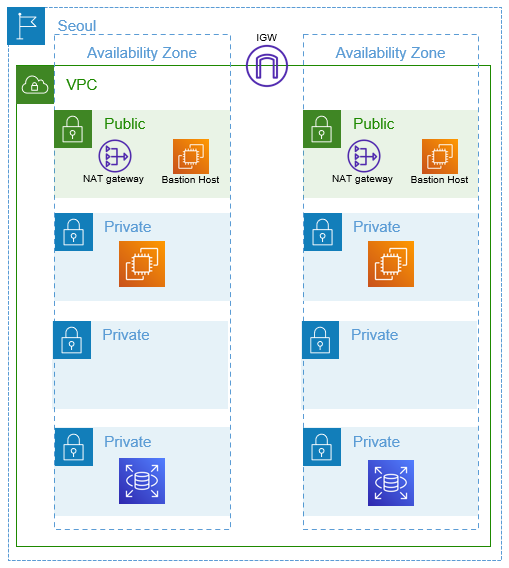 Seoul
IGW
Availability Zone
Availability Zone
VPC
Public
NAT gateway
Bastion Host
Public
NAT gateway
Bastion Host
Private
Private
Private
Private
Private
Private